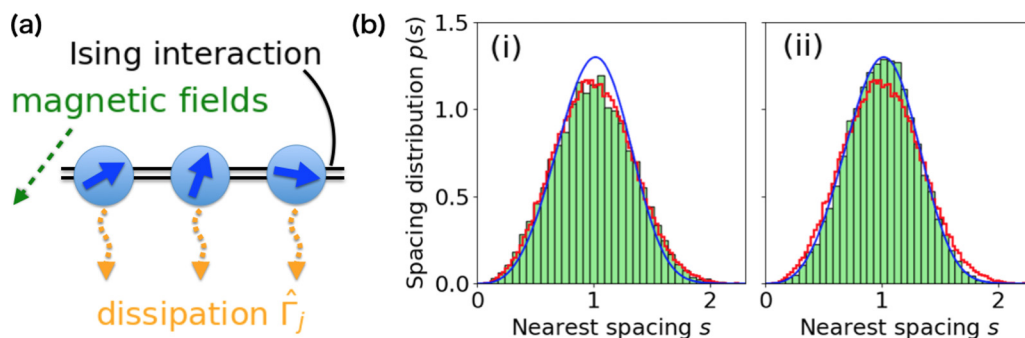 (a)
Ising interaction
magnetic fields
dissipation Γ̂j
(b)
Spacing distribution p(s)
1.5
1.0
0.5
0.0
(i)
0
1
2
Nearest spacing s
(ii)
0
1
2
Nearest spacing s